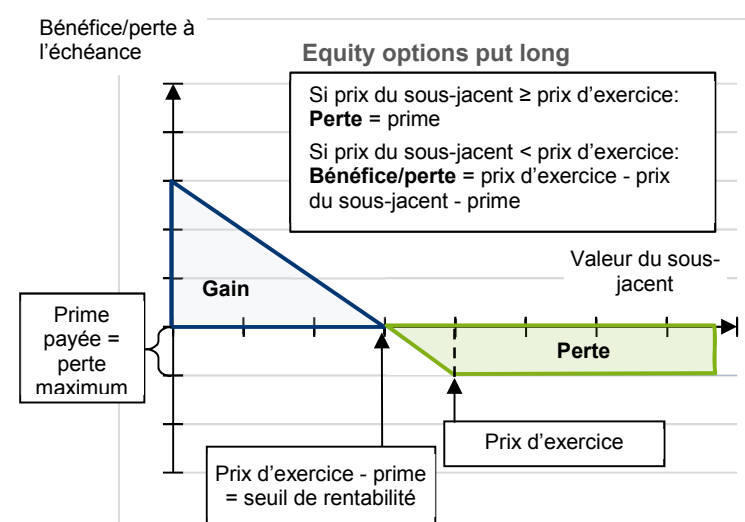 Bénéfice/perte à
l'échéance
Equity options put long
Si prix du sous-jacent ≥ prix d'exercice:
Perte = prime
Si prix du sous-jacent < prix d'exercice:
Bénéfice/perte = prix d'exercice - prix
du sous-jacent - prime
Valeur du sous-
jacent
Gain
Prime
payée =
perte
maximum
Perte
Prix d'exercice
Prix d'exercice - prime
= seuil de rentabilité